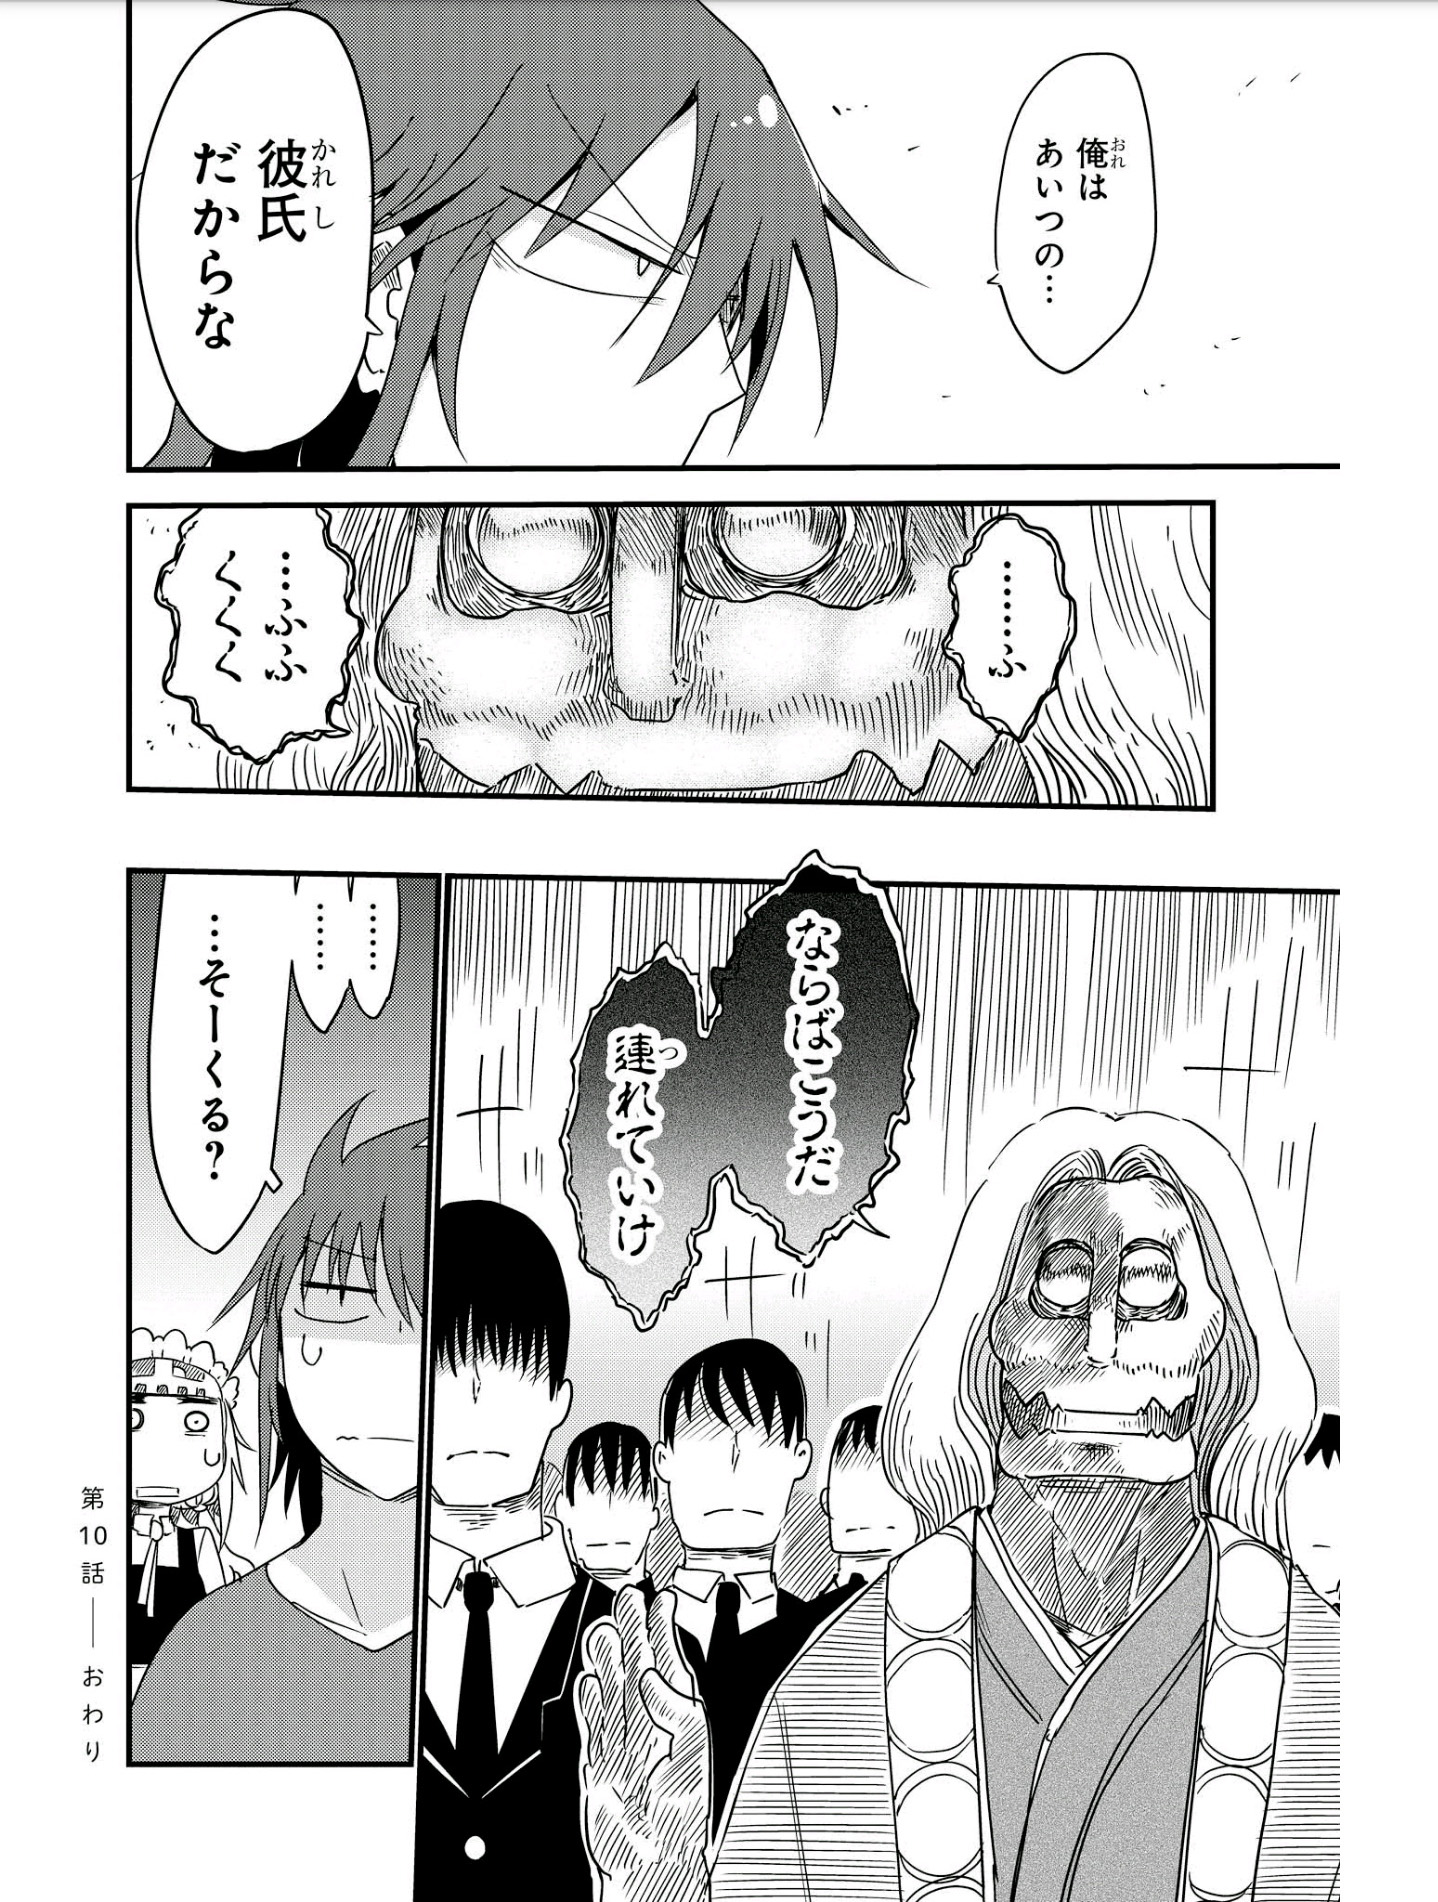 俺は
あいつの…
彼氏
だからな
………ふ
…ふふ
くくく
ならばこうだ
連れていけ
……
……
…そーくる?
第10話――おわり